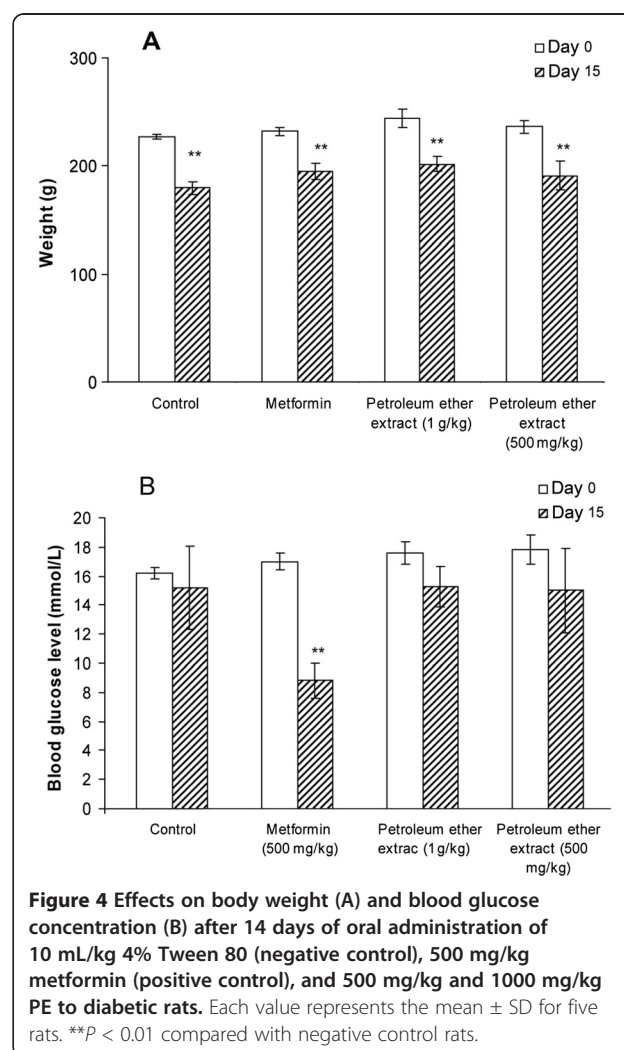 A
Day 0
Day 15
Weight (g)
300
200
100
0
**
**
**
**
Control
Metformin
Petroleum ether
extract (1 g/kg)
Petroleum ether
extract
(500 mg/kg)
B
Day 0
Day 15
Blood glucose level (mmol/L)
20
18
16
14
12
10
8
6
4
2
0
**
Control
Metformin
(500 mg/kg)
Petroleum ether
extrac (1g/kg)
Petroleum ether
extract (500
mg/kg)
Figure 4 Effects on body weight (A) and blood glucose
concentration (B) after 14 days of oral administration of
10 mL/kg 4% Tween 80 (negative control), 500 mg/kg
metformin (positive control), and 500 mg/kg and 1000 mg/kg
PE to diabetic rats. Each value represents the mean ± SD for five
rats. **P < 0.01 compared with negative control rats.